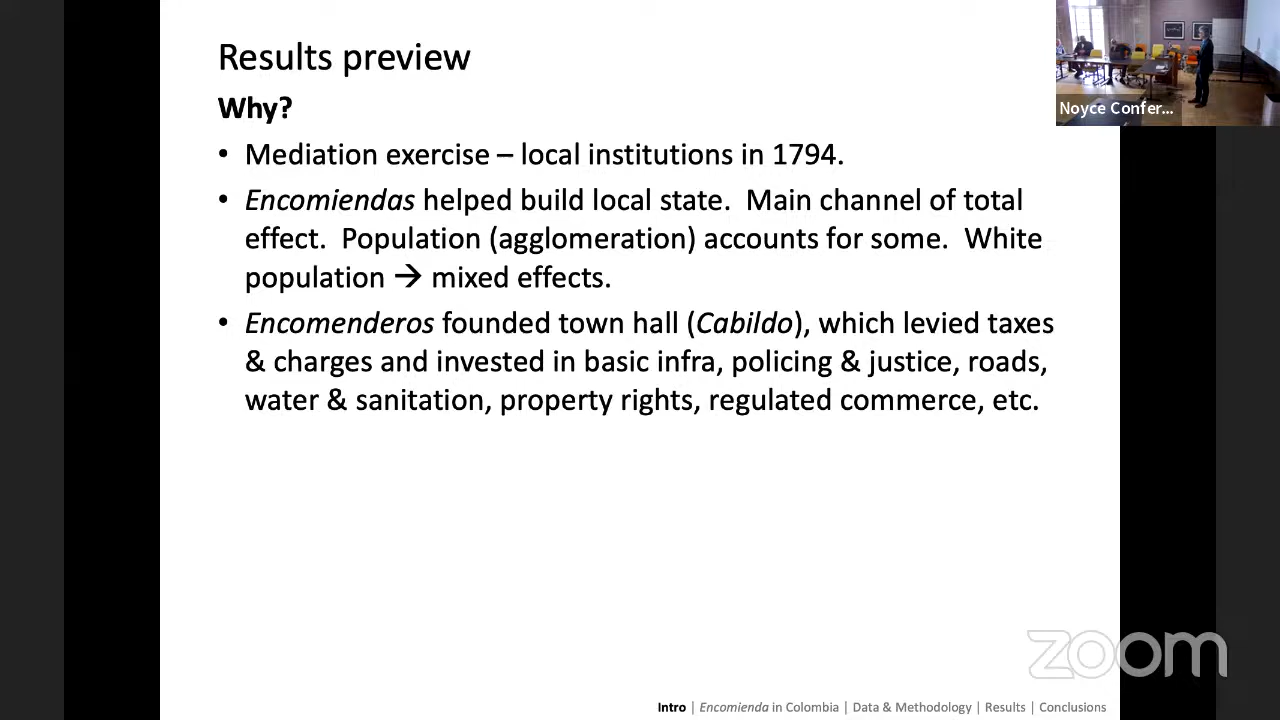 Results preview
Why?
• Mediation exercise – local institutions in 1794.
• Encomiendas helped build local state. Main channel of total
effect. Population (agglomeration) accounts for some. White
population → mixed effects.
• Encomenderos founded town hall (Cabildo), which levied taxes
& charges and invested in basic infra, policing & justice, roads,
water & sanitation, property rights, regulated commerce, etc.
Noyce Confer...
zoom
Intro | Encomienda in Colombia | Data & Methodology | Results | Conclusions